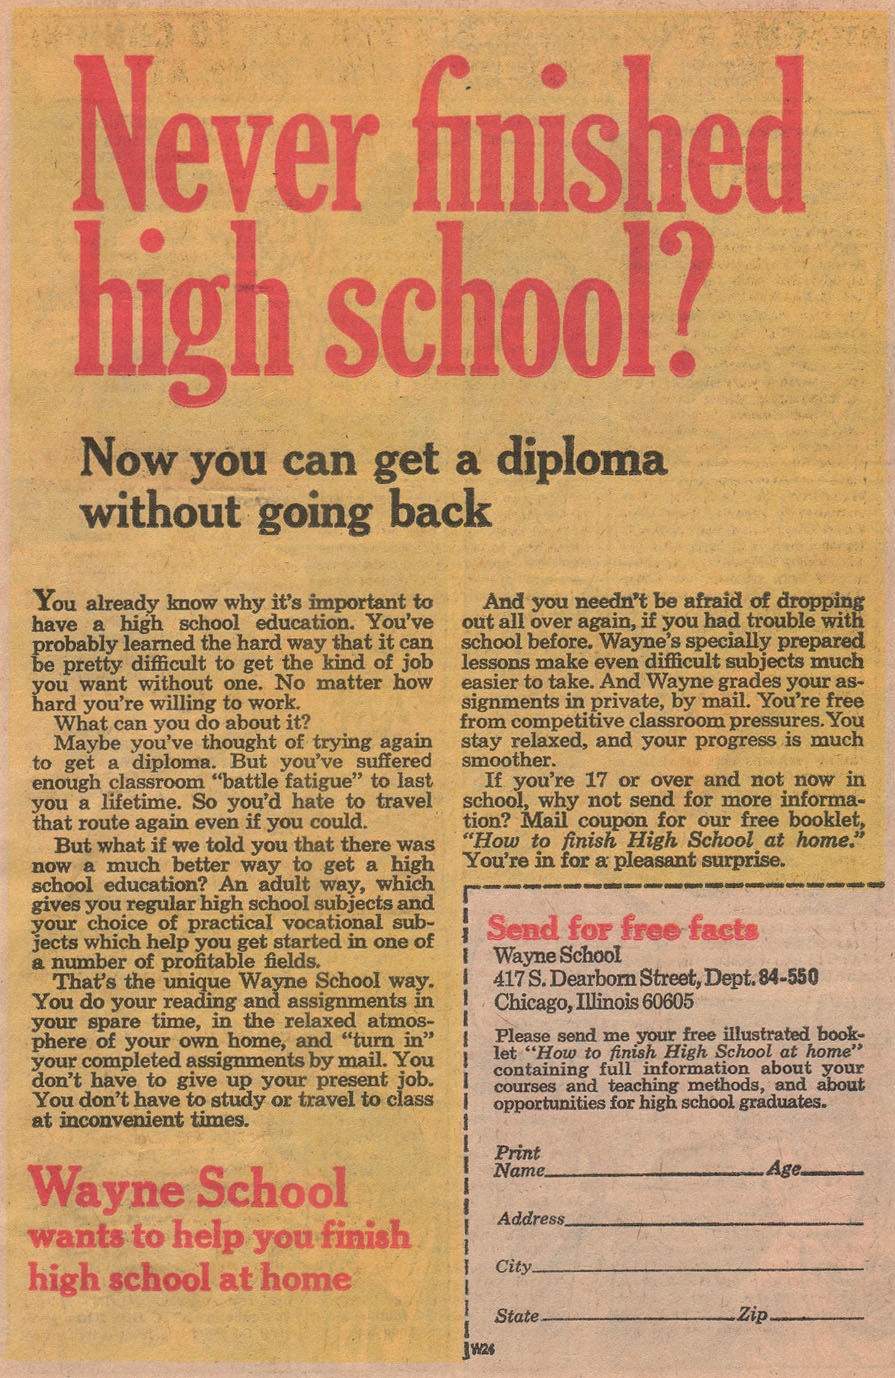 Never finished
high school?
Now you can get a diploma
without going back
You already know why it's important to
have a high school education. You've
probably learned the hard way that it can
be pretty difficult to get the kind of job
you want without one. No matter how
hard you're willing to work.
What can you do about it?
Maybe you've thought of trying again
to get a diploma. But you've suffered
enough classroom "battle fatigue" to last
you a lifetime. So you'd hate to travel
that route again even if you could.
But what if we told you that there was
now a much better way to get a high
school education? An adult way, which
gives you regular high school subjects and
your choice of practical vocational sub-
jects which help you get started in one of
a number of profitable fields.
That's the unique Wayne School way.
You do your reading and assignments in
your spare time, in the relaxed atmos-
phere of your own home, and "turn in"
your completed assignments by mail. You
don't have to give up your present job.
You don't have to study or travel to class
at inconvenient times.
Wayne School
wants to help you finish
high school at home
And you needn't be afraid of dropping
out all over again, if you had trouble with
school before. Wayne's specially prepared
lessons make even difficult subjects much
easier to take. And Wayne grades your as-
signments in private, by mail. You're free
from competitive classroom pressures. You
stay relaxed, and your progress is much
smoother.
If you're 17 or over and not now in
school, why not send for more informa-
tion? Mail coupon for our free booklet,
"How to finish High School at home."
You're in for a pleasant surprise.
Send for free facts
Wayne School
417 S. Dearborn Street, Dept. 84-550
Chicago, Illinois 60605
Please send me your free illustrated book-
let "How to finish High School at home"
containing full information about your
courses and teaching methods, and about
opportunities for high school graduates.
Print
Name Age
Address
City
State Zip
W26